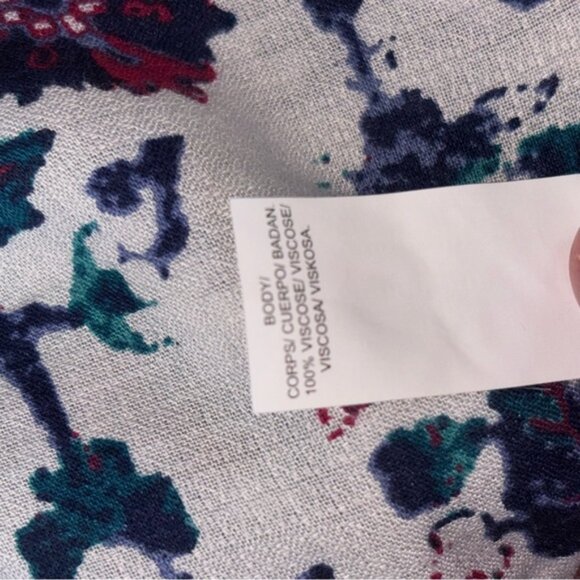 BODY/
CORPS/ CUERPO/ BADAN.
100% VISCOSE/ VISCOSE/
VISCOSA/ VISKOSA.